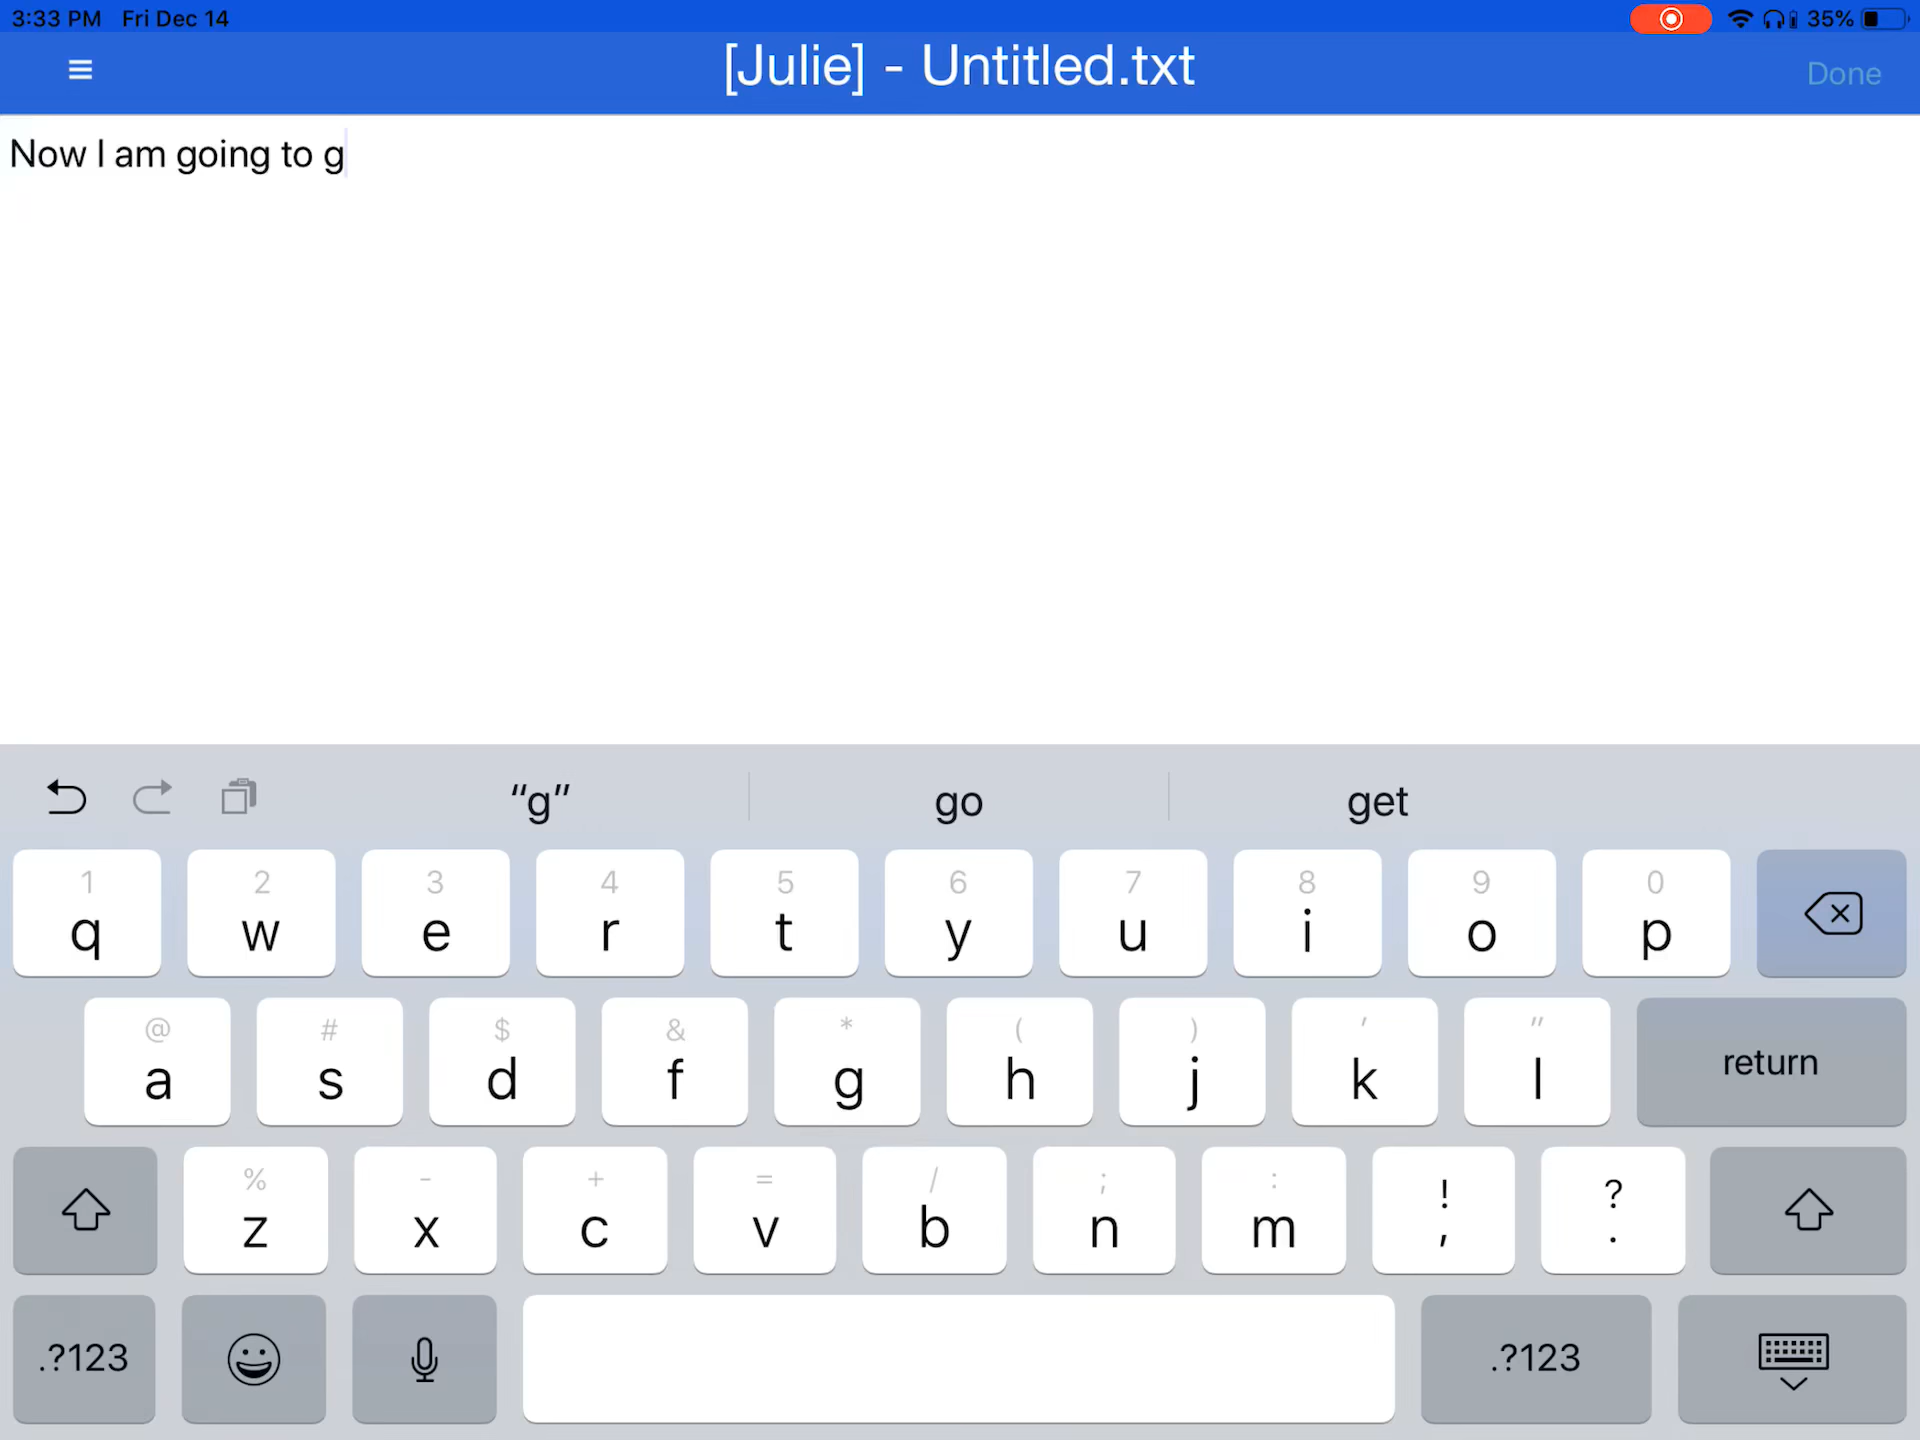 3:33 PM Fri Dec 14 35%
[Julie] - Untitled.txt Done
Now I am going to g
"g" go get
1 2 3 4 5 6 7 8 9 0
q w e r t y u i o p
@ # $ & * ( ) ' "
a s d f g h j k l return
% - + = / ; : ! ?
z x c v b n m , .
.?123 .?123